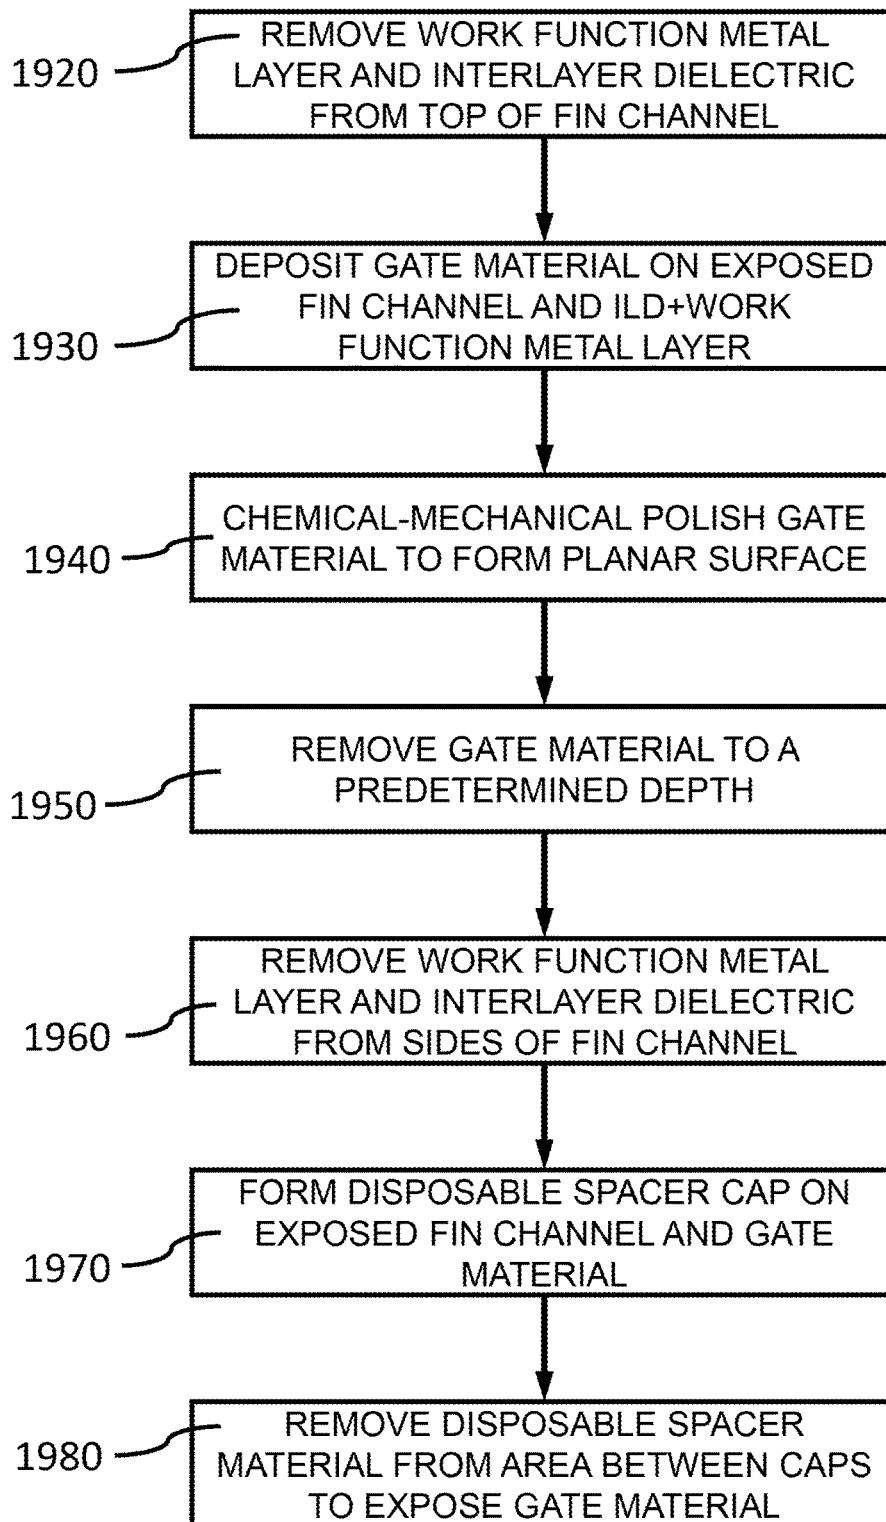 1920
REMOVE WORK FUNCTION METAL
LAYER AND INTERLAYER DIELECTRIC
FROM TOP OF FIN CHANNEL
1930
DEPOSIT GATE MATERIAL ON EXPOSED
FIN CHANNEL AND ILD+WORK
FUNCTION METAL LAYER
1940
CHEMICAL-MECHANICAL POLISH GATE
MATERIAL TO FORM PLANAR SURFACE
1950
REMOVE GATE MATERIAL TO A
PREDETERMINED DEPTH
1960
REMOVE WORK FUNCTION METAL
LAYER AND INTERLAYER DIELECTRIC
FROM SIDES OF FIN CHANNEL
1970
FORM DISPOSABLE SPACER CAP ON
EXPOSED FIN CHANNEL AND GATE
MATERIAL
1980
REMOVE DISPOSABLE SPACER
MATERIAL FROM AREA BETWEEN CAPS
TO EXPOSE GATE MATERIAL